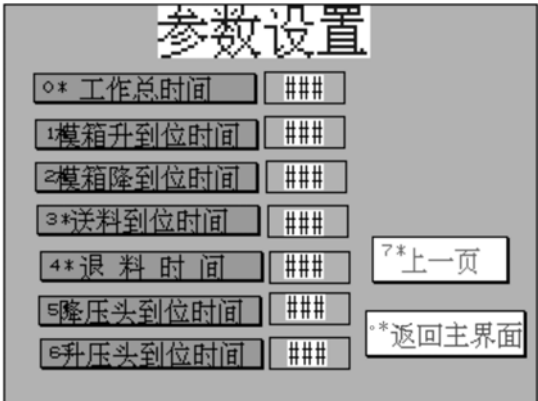 参数设置
0* 工作总时间 ###
1模箱升到位时间 ###
2模箱降到位时间 ###
3*送料到位时间 ###
4*退 料 时 间 ###
7*上一页
5降压头到位时间 ###
°*返回主界面
6升压头到位时间 ###